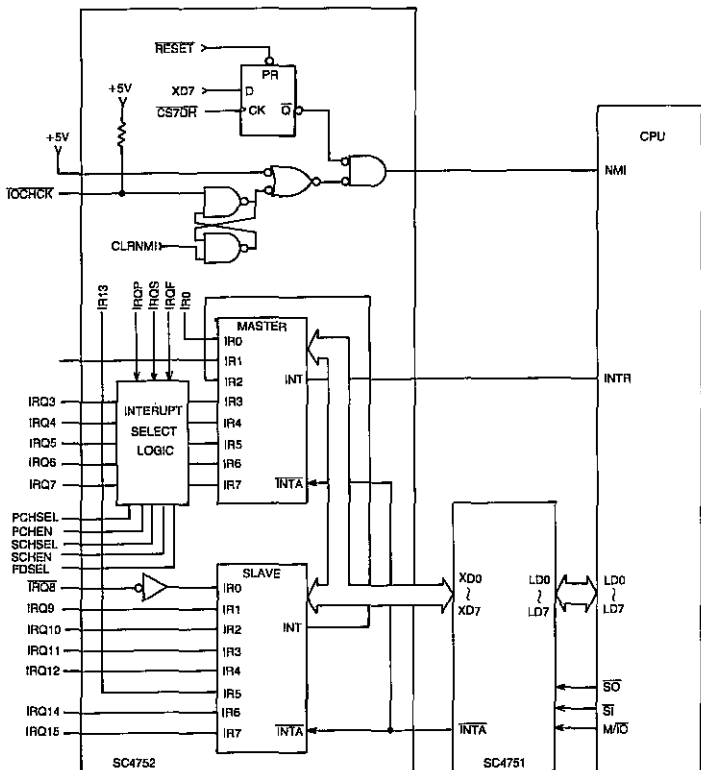 RESET
PR
XD7
D
CS7DH
CK
Q
+5V
+5V
IOCHCK
CLRNMI
CPU
NMI
IR13
IRQP
IRQS
IRQF
IR0
MASTER
IR0
IR1
IR2
INT
INTR
IRQ3
IR3
IRQ4
IR4
IRQ5
IR5
IRQ6
IR6
IRQ7
IR7
INTERUPT
SELECT
LOGIC
INTA
PCHSEL
PCHEN
SCHSEL
SCHEN
FDSEL
SLAVE
IRQ8
IR0
IRQ9
IR1
IRQ10
IR2
INT
IRQ11
IR3
IRQ12
IR4
IR5
IRQ14
IR6
IRQ15
IR7
INTA
XD0
~
XD7
LD0
~
LD7
LD0
~
LD7
SO
SI
INTA
M/IO
SC4752
SC4751